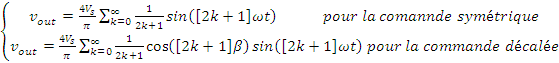 v_out = 4V_s/π ∑_{k=0}^{∞} 1/(2k+1) sin([2k + 1]ωt) pour la comannde symétrique
v_out = 4V_s/π ∑_{k=0}^{∞} 1/(2k+1) cos([2k + 1]β) sin([2k + 1]ωt) pour la commande décalée